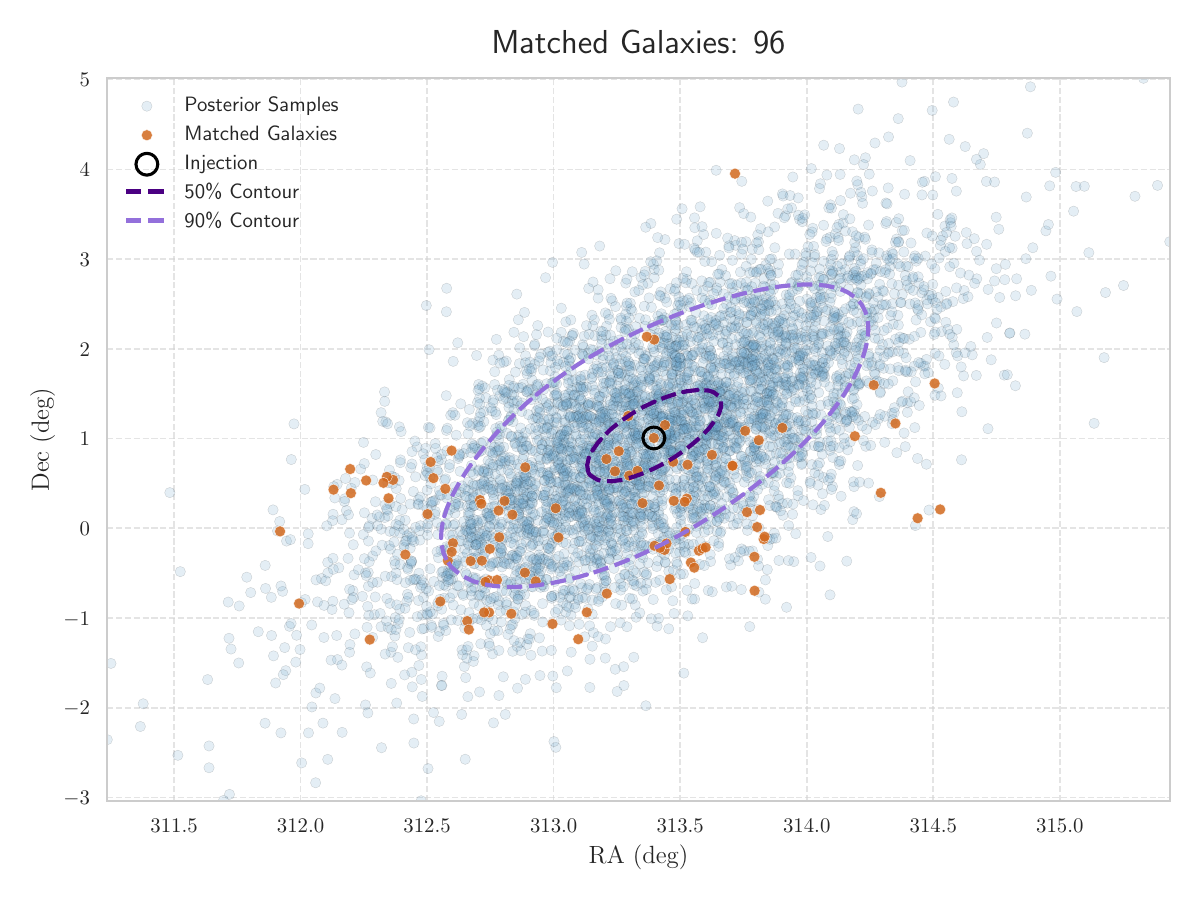 Matched Galaxies: 96
Posterior Samples
Matched Galaxies
Injection
50% Contour
90% Contour
5
4
3
2
1
0
−1
−2
−3
Dec (deg)
311.5 312.0 312.5 313.0 313.5 314.0 314.5 315.0
RA (deg)